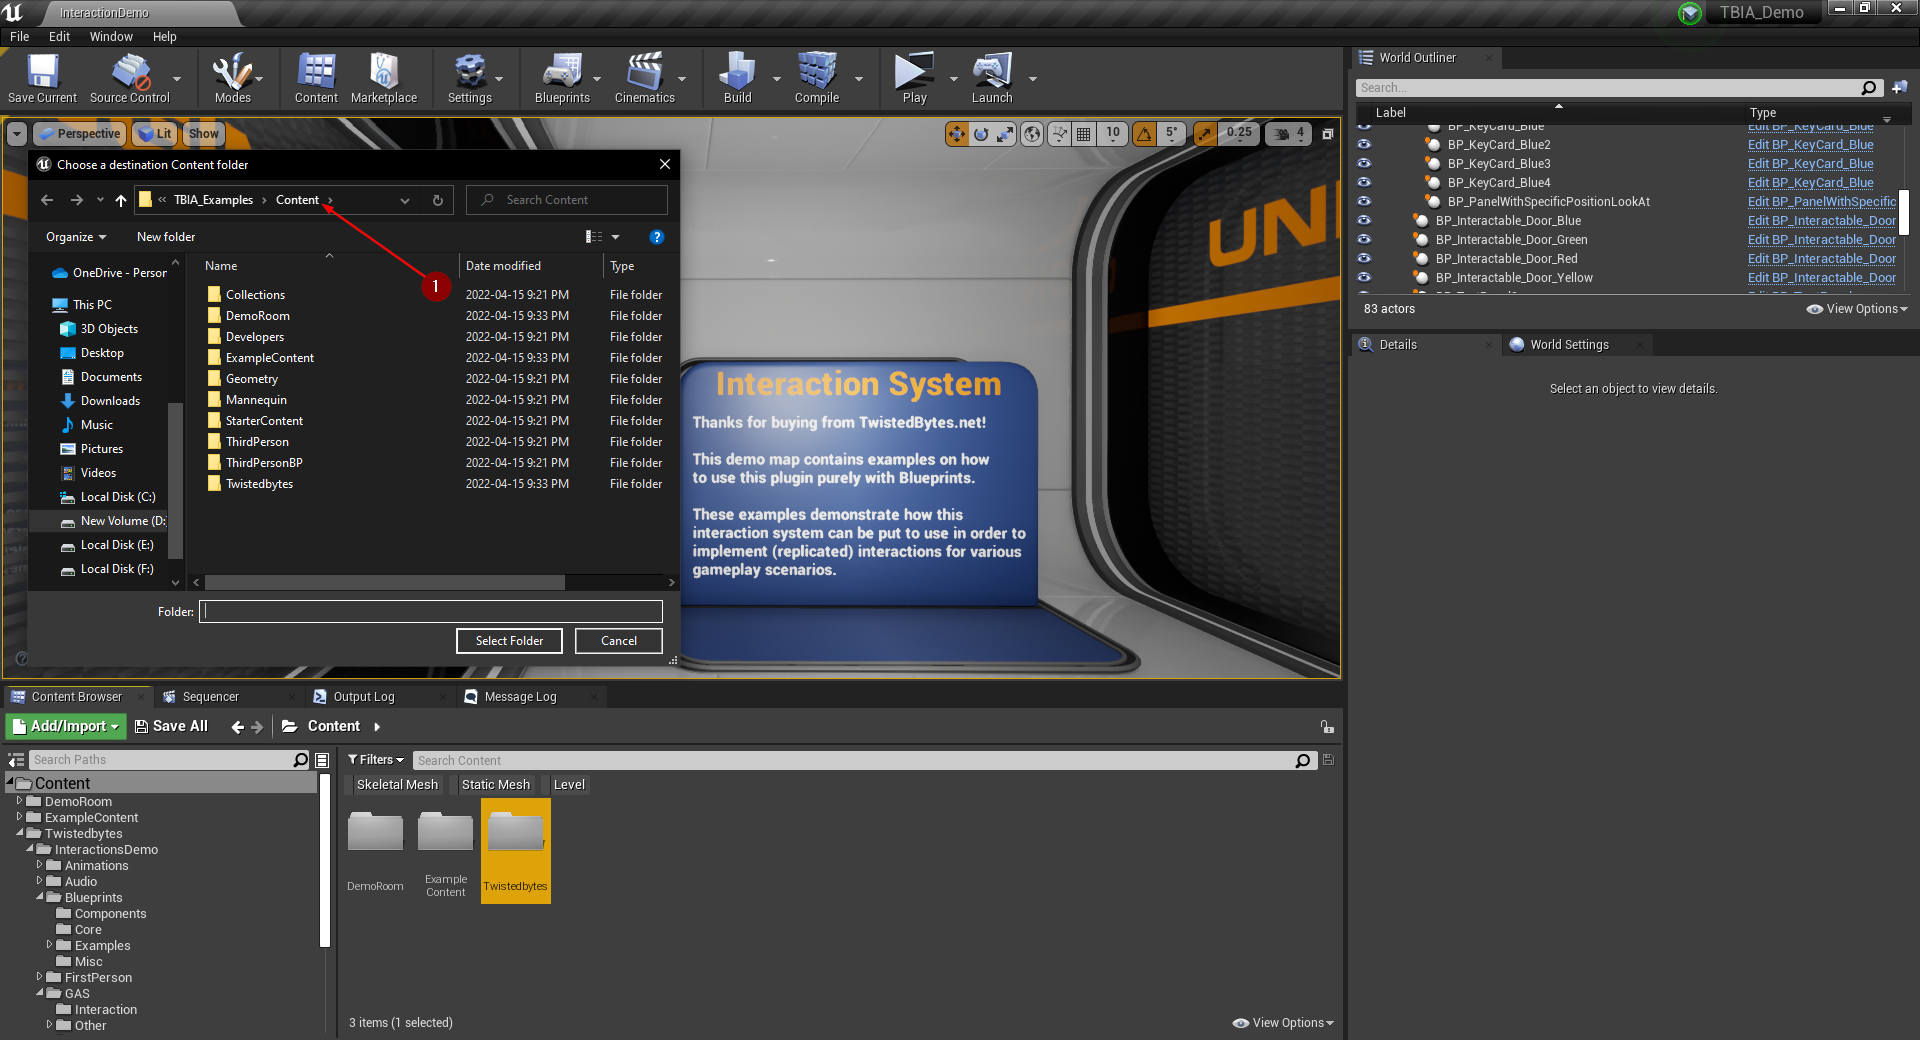 InteractionDemo
TBIA_Demo
File Edit Window Help
Save Current Source Control Modes Content Marketplace Settings Blueprints Cinematics Build Compile Play Launch
Perspective Lit Show
10 5° 0.25 4
Choose a destination Content folder
TBIA_Examples Content
Search Content
1
Organize New folder
Name Date modified Type
OneDrive - Person
This PC
3D Objects
Desktop
Documents
Downloads
Music
Pictures
Videos
Local Disk (C:)
New Volume (D:
Local Disk (E:)
Local Disk (F:)
Collections 2022-04-15 9:21 PM File folder
DemoRoom 2022-04-15 9:33 PM File folder
Developers 2022-04-15 9:21 PM File folder
ExampleContent 2022-04-15 9:33 PM File folder
Geometry 2022-04-15 9:21 PM File folder
Mannequin 2022-04-15 9:21 PM File folder
StarterContent 2022-04-15 9:21 PM File folder
ThirdPerson 2022-04-15 9:21 PM File folder
ThirdPersonBP 2022-04-15 9:21 PM File folder
Twistedbytes 2022-04-15 9:33 PM File folder
Folder:
Select Folder Cancel
Interaction System
Thanks for buying from TwistedBytes.net!
This demo map contains examples on how
to use this plugin purely with Blueprints.
These examples demonstrate how this
interaction system can be put to use in order to
implement (replicated) interactions for various
gameplay scenarios.
UN
World Outliner
Search...
Label Type
BP_KeyCard_Blue Edit BP_KeyCard_Blue
BP_KeyCard_Blue2 Edit BP_KeyCard_Blue
BP_KeyCard_Blue3 Edit BP_KeyCard_Blue
BP_KeyCard_Blue4 Edit BP_KeyCard_Blue
BP_PanelWithSpecificPositionLookAt Edit BP_PanelWithSpecific
BP_Interactable_Door_Blue Edit BP_Interactable_Door
BP_Interactable_Door_Green Edit BP_Interactable_Door
BP_Interactable_Door_Red Edit BP_Interactable_Door
BP_Interactable_Door_Yellow Edit BP_Interactable_Door
83 actors View Options
Details World Settings
Select an object to view details.
Content Browser Sequencer Output Log Message Log
Add/Import Save All Content
Search Paths
Content
DemoRoom
ExampleContent
Twistedbytes
InteractionsDemo
Animations
Audio
Blueprints
Components
Core
Examples
Misc
FirstPerson
GAS
Interaction
Other
Filters Search Content
Skeletal Mesh Static Mesh Level
DemoRoom
Example
Content
Twistedbytes
3 items (1 selected) View Options